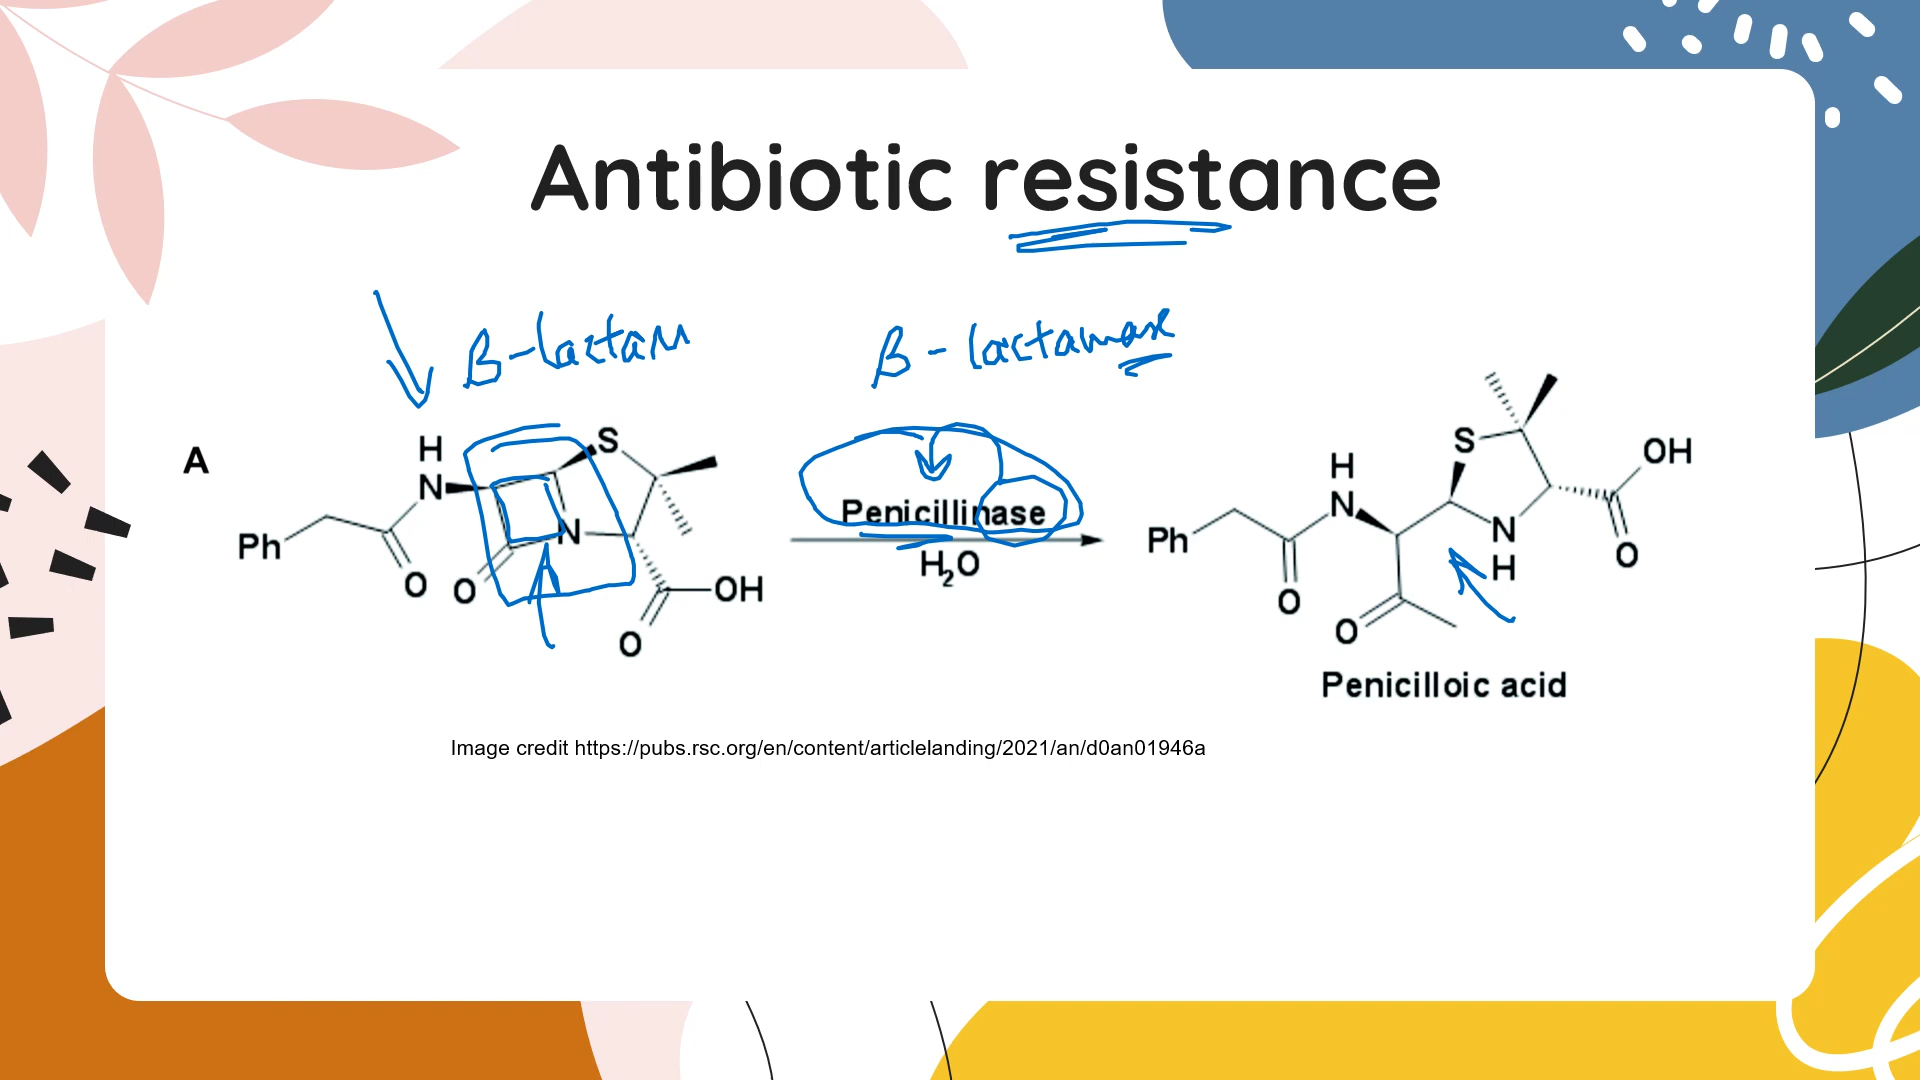 Antibiotic resistance
β-lactam
β-lactamase
A
H
N
S
Ph
O
O
N
OH
O
Penicillinase
H₂O
S
OH
H
N
Ph
N
H
O
O
O
Penicilloic acid
Image credit https://pubs.rsc.org/en/content/articlelanding/2021/an/d0an01946a